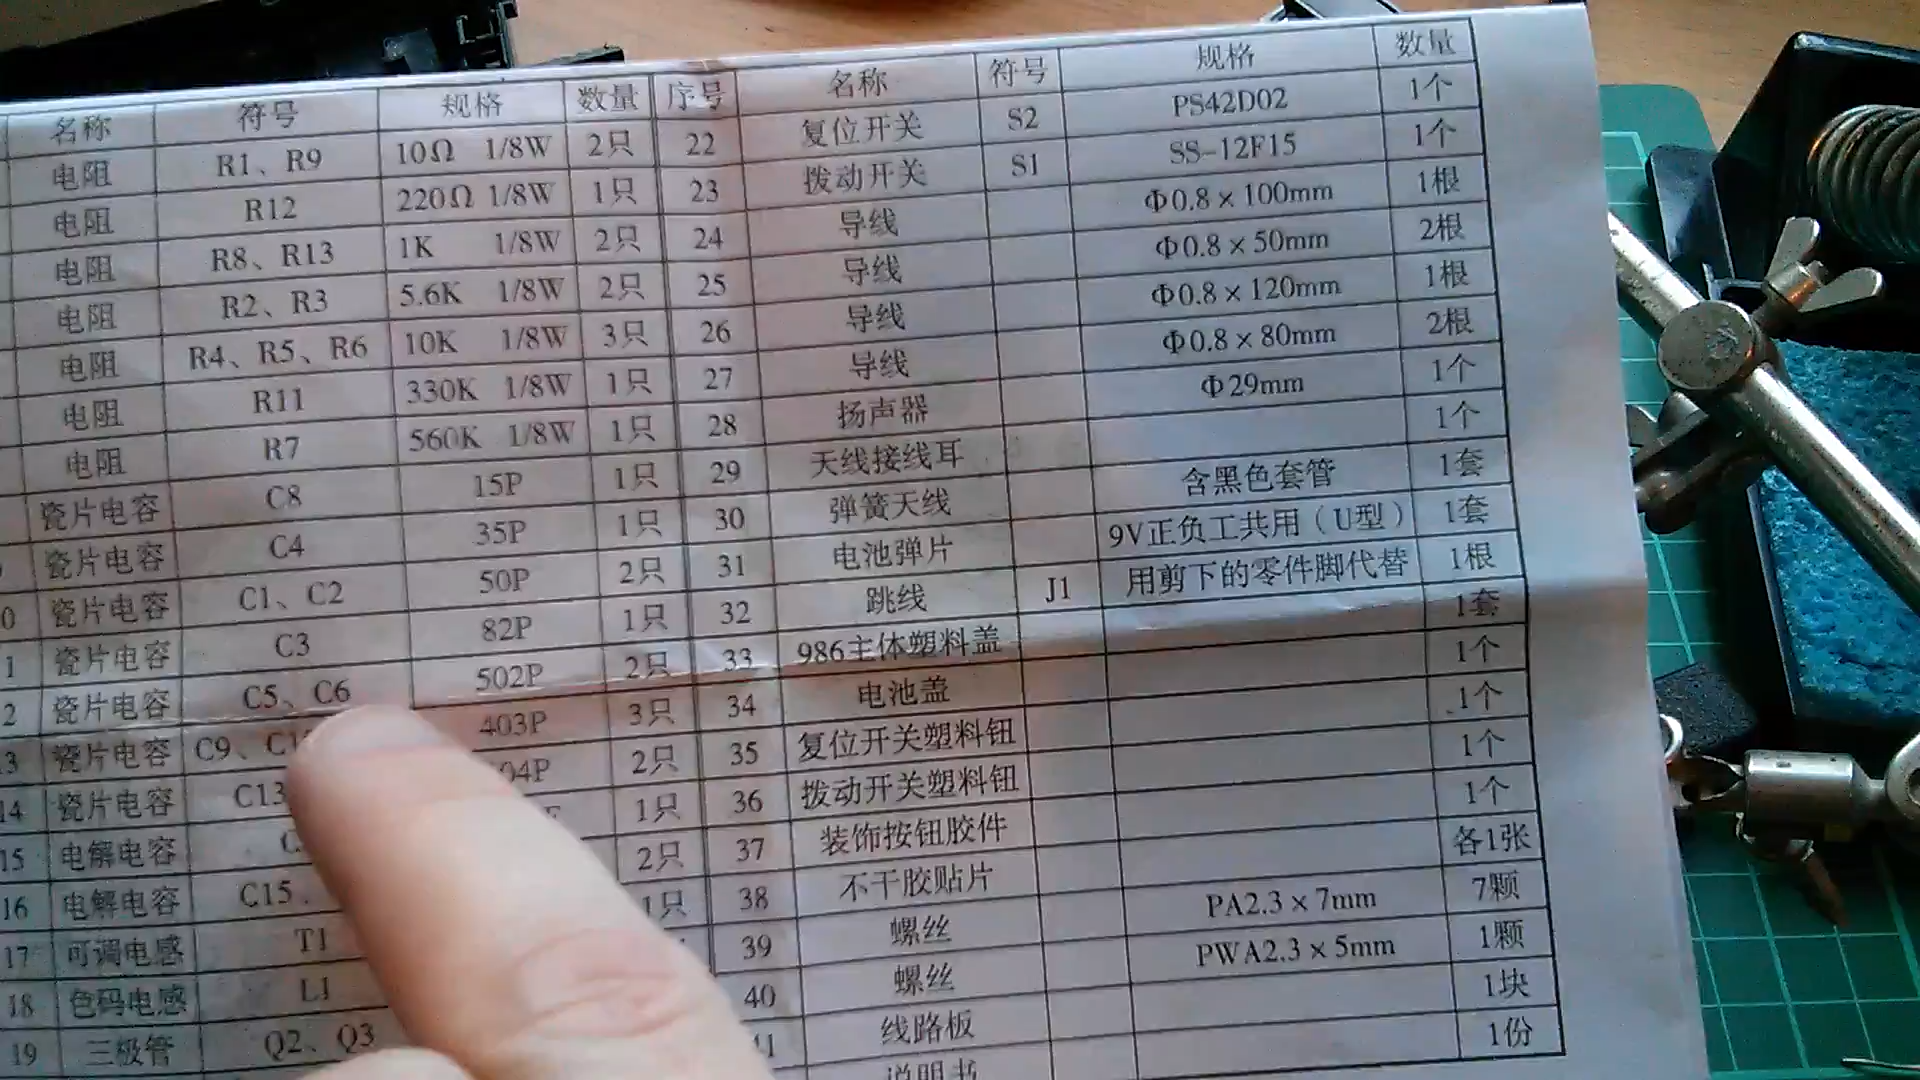 名称 符号 规格 数量 序号 名称 符号 规格 数量
电阻 R1、R9 10Ω 1/8W 2只 22 复位开关 S2 PS42D02 1个
电阻 R12 220Ω 1/8W 1只 23 拨动开关 S1 SS-12F15 1个
电阻 R8、R13 1K 1/8W 2只 24 导线 Φ0.8×100mm 1根
电阻 R2、R3 5.6K 1/8W 2只 25 导线 Φ0.8×50mm 2根
电阻 R4、R5、R6 10K 1/8W 3只 26 导线 Φ0.8×120mm 1根
电阻 R11 330K 1/8W 1只 27 导线 Φ0.8×80mm 2根
电阻 R7 560K 1/8W 1只 28 扬声器 Φ29mm 1个
瓷片电容 C8 15P 1只 29 天线接线耳 1个
瓷片电容 C4 35P 1只 30 弹簧天线 含黑色套管 1套
0 瓷片电容 C1、C2 50P 2只 31 电池弹片 9V正负工共用（U型） 1套
1 瓷片电容 C3 82P 1只 32 跳线 J1 用剪下的零件脚代替 1根
2 瓷片电容 C5、C6 502P 2只 33 986主体塑料盖 1套
3 瓷片电容 C9、 403P 3只 34 电池盖 1个
14 瓷片电容 C13 04P 2只 35 复位开关塑料钮 1个
15 电解电容 1只 36 拨动开关塑料钮 1个
16 电解电容 C15 2只 37 装饰按钮胶件 1个
17 可调电感 T1 1只 38 不干胶贴片 各1张
18 色码电感 L1 39 螺丝 PA2.3×7mm 7颗
19 三极管 Q2、Q3 40 螺丝 PWA2.3×5mm 1颗
41 线路板 1块
说明书 1份